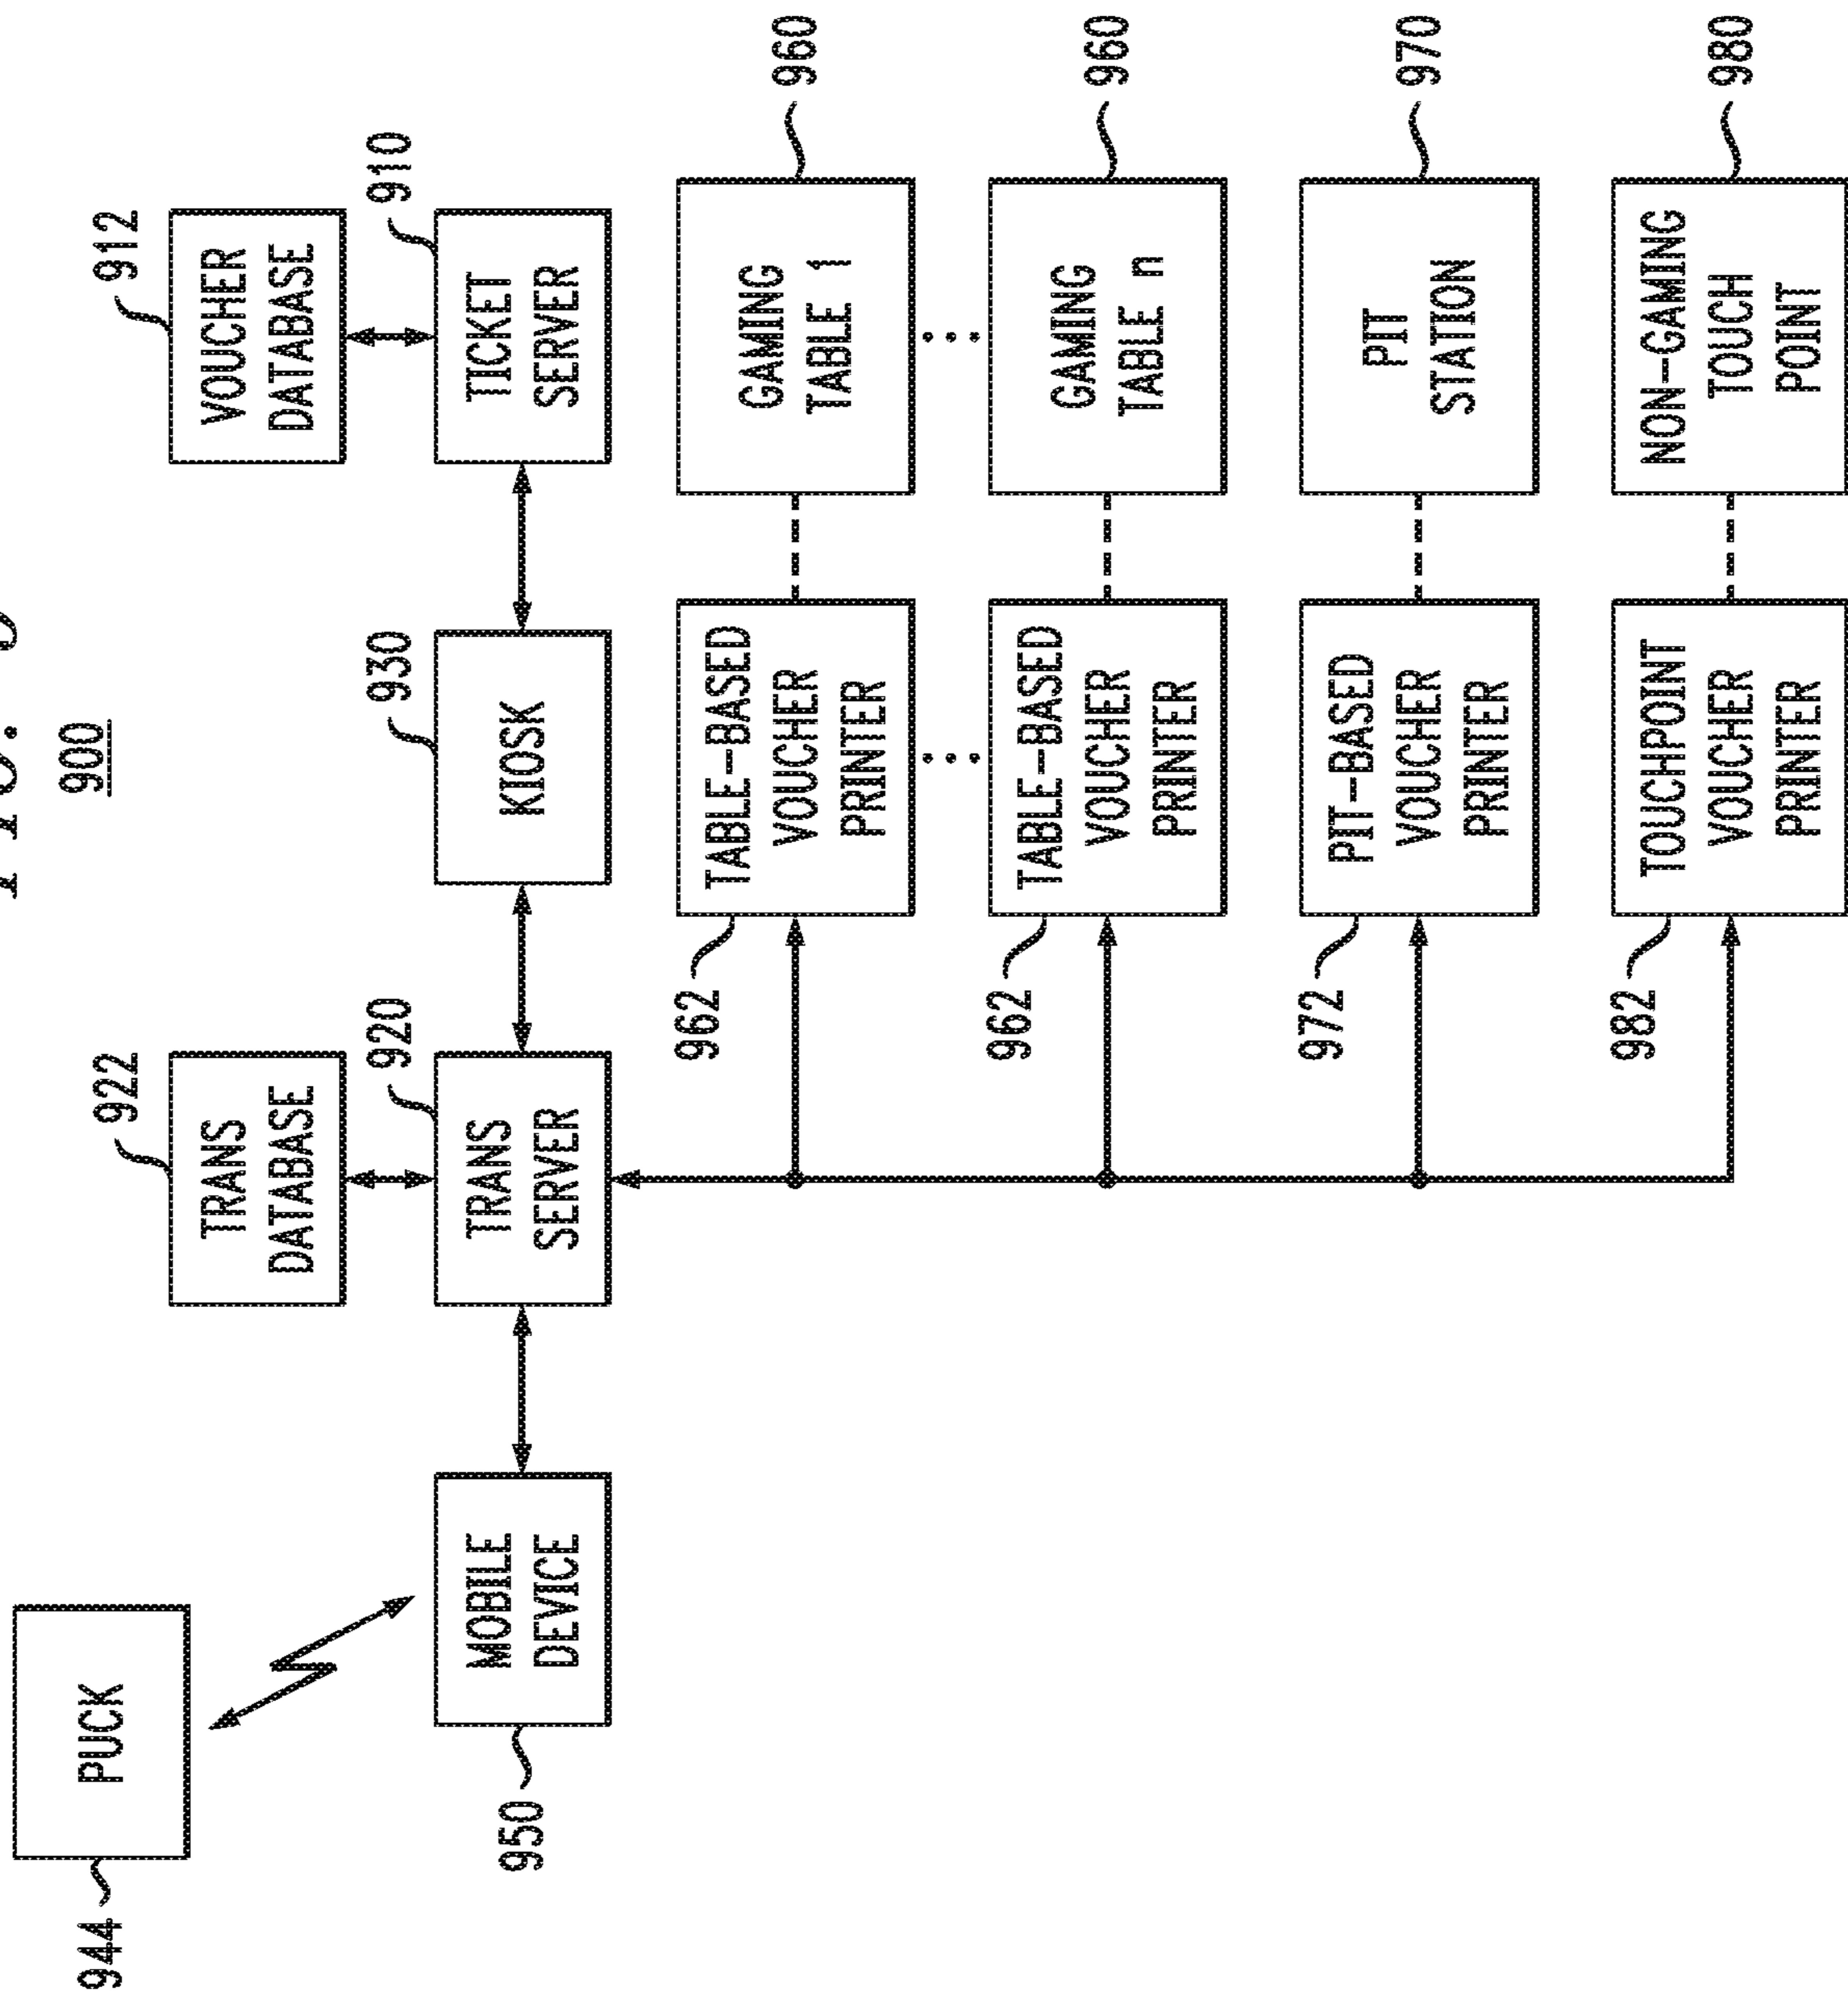 900
944
PUCK
922
912
TRANS
DATABASE
VOUCHER
DATABASE
920
930
910
950
MOBILE
DEVICE
TRANS
SERVER
KIOSK
TICKET
SERVER
962
TABLE-BASED
VOUCHER
PRINTER
GAMING
TABLE 1
960
...
...
962
TABLE-BASED
VOUCHER
PRINTER
GAMING
TABLE n
960
972
PIT-BASED
VOUCHER
PRINTER
PIT
STATION
970
982
TOUCHPOINT
VOUCHER
PRINTER
NON-GAMING
TOUCH
POINT
980